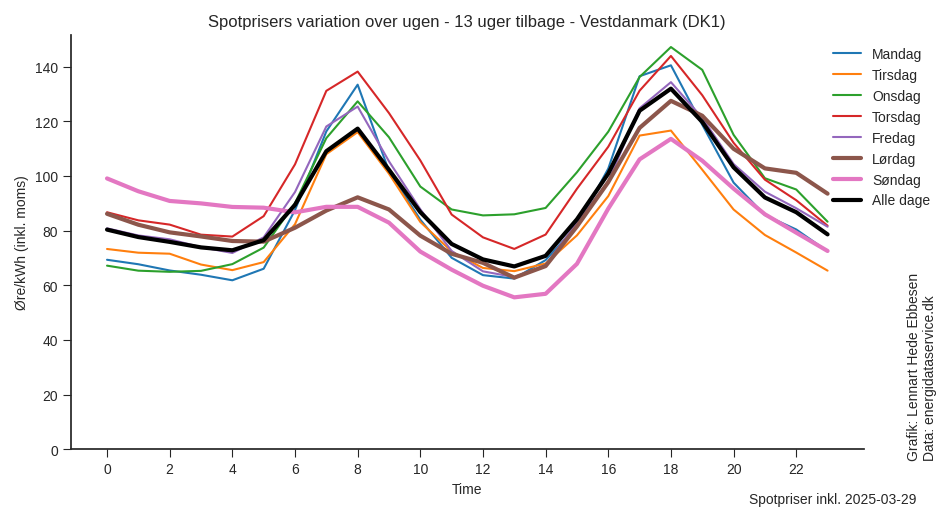 Spotprisers variation over ugen - 13 uger tilbage - Vestdanmark (DK1)
Øre/kWh (inkl. moms)
140
120
100
80
60
40
20
0
0 2 4 6 8 10 12 14 16 18 20 22
Time
Mandag
Tirsdag
Onsdag
Torsdag
Fredag
Lørdag
Søndag
Alle dage
Grafik: Lennart Hede Ebbesen
Data: energidataservice.dk
Spotpriser inkl. 2025-03-29